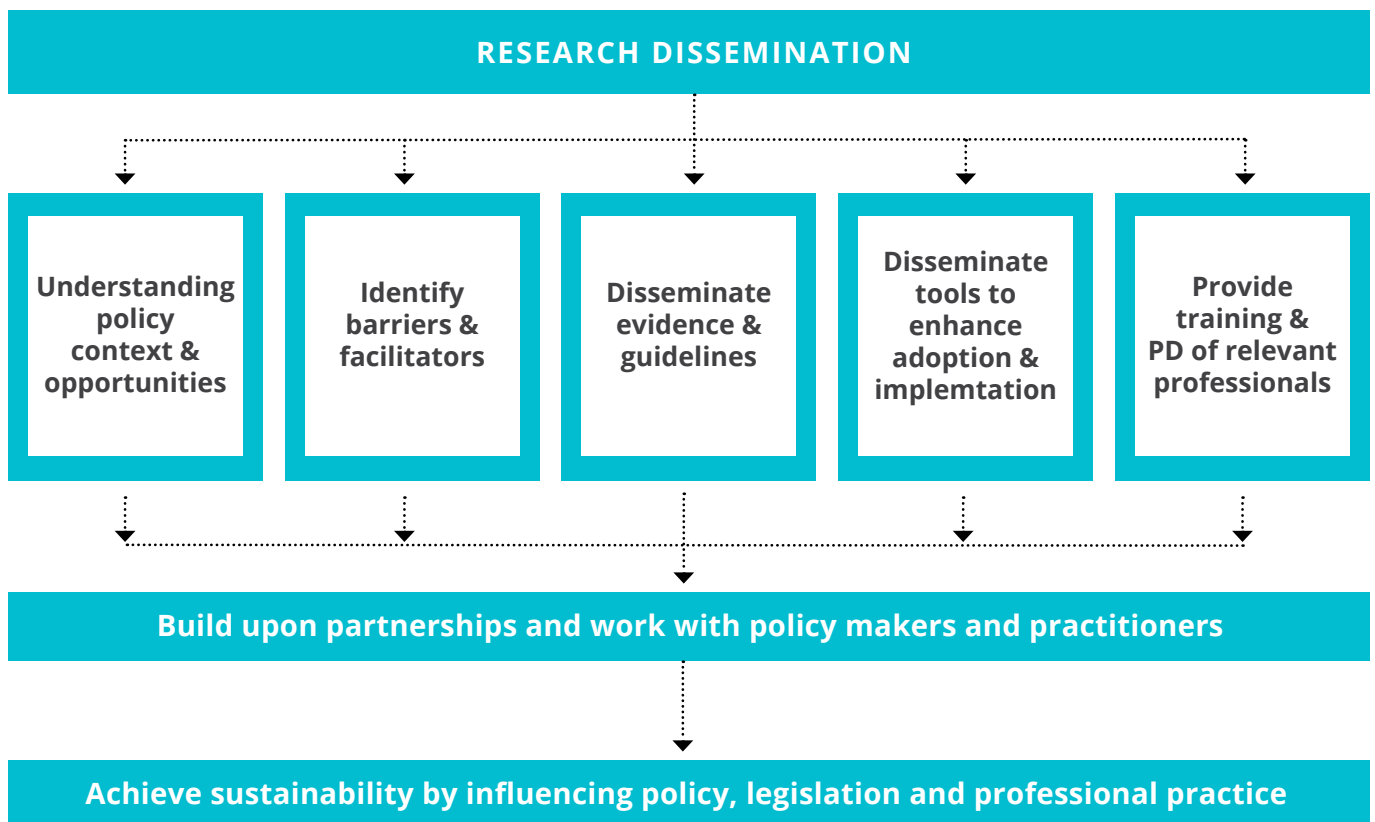 RESEARCH DISSEMINATION
Understanding
policy
context &
opportunities
Identify
barriers &
facilitators
Disseminate
evidence &
guidelines
Disseminate
tools to
enhance
adoption &
implemtation
Provide
training &
PD of relevant
professionals
Build upon partnerships and work with policy makers and practitioners
Achieve sustainability by influencing policy, legislation and professional practice